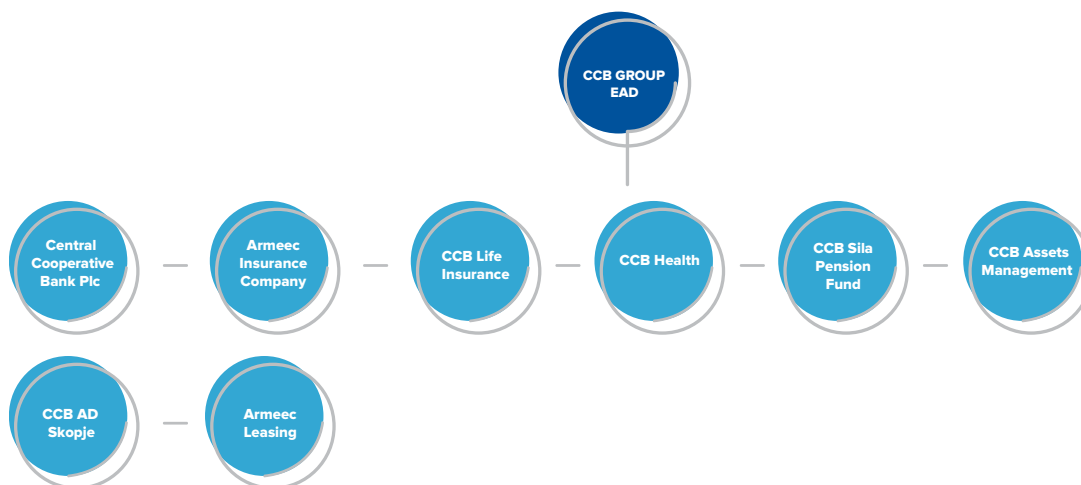 CCB GROUP
EAD
Central
Cooperative
Bank Plc
Armeec
Insurance
Company
CCB Life
Insurance
CCB Health
CCB Sila
Pension
Fund
CCB Assets
Management
CCB AD
Skopje
Armeec
Leasing